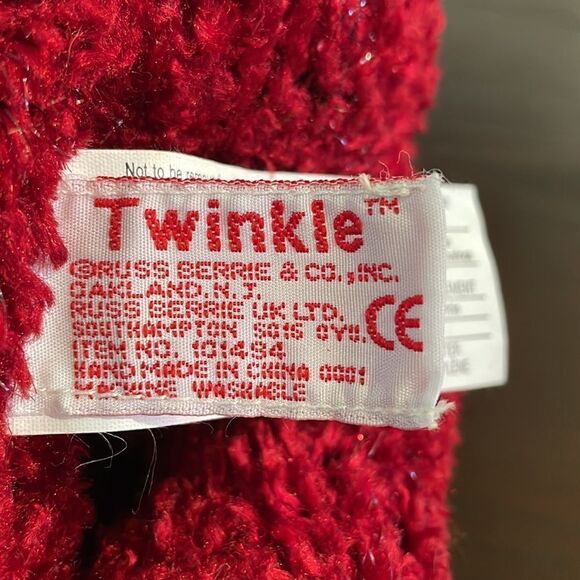 Not to be removed
Twinkle™
©RUSS BERRIE & CO., INC.
OAKLAND, N.J.
RUSS BERRIE UK LTD.
SOUTHAMPTON, SO15 0YU.
CE
ITEM NO. 101494
HAND MADE IN CHINA 0001
MACHINE WASHABLE